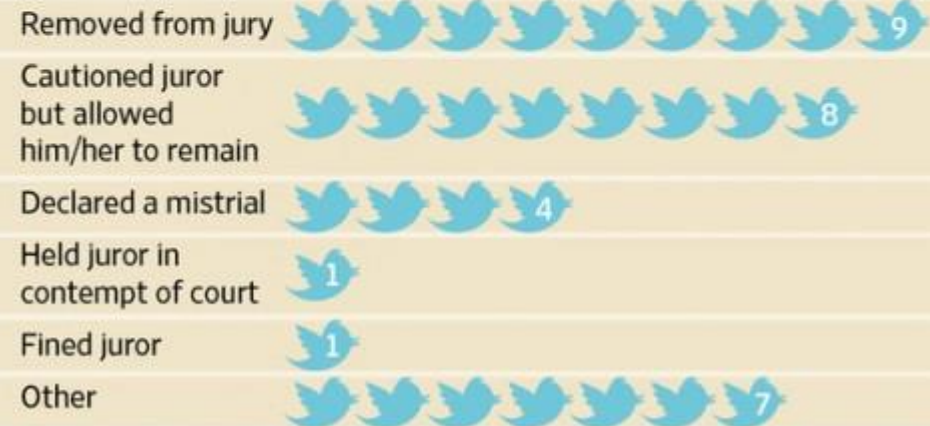 Removed from jury 9
Cautioned juror
but allowed 8
him/her to remain
Declared a mistrial 4
Held juror in 1
contempt of court
Fined juror 1
Other 7